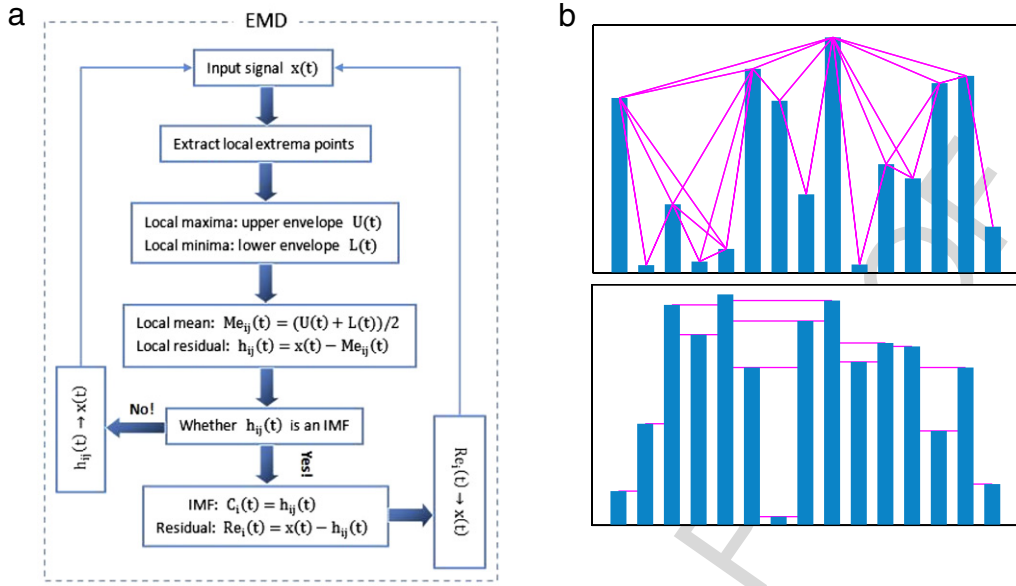 a
EMD
Input signal x(t)
Extract local extrema points
Local maxima: upper envelope U(t)
Local minima: lower envelope L(t)
Local mean: Me_ij(t) = (U(t) + L(t))/2
Local residual: h_ij(t) = x(t) − Me_ij(t)
h_ij(t) → x(t)
No!
Whether h_ij(t) is an IMF
Yes!
IMF: C_i(t) = h_ij(t)
Residual: Re_i(t) = x(t) − h_ij(t)
Re_i(t) → x(t)
b